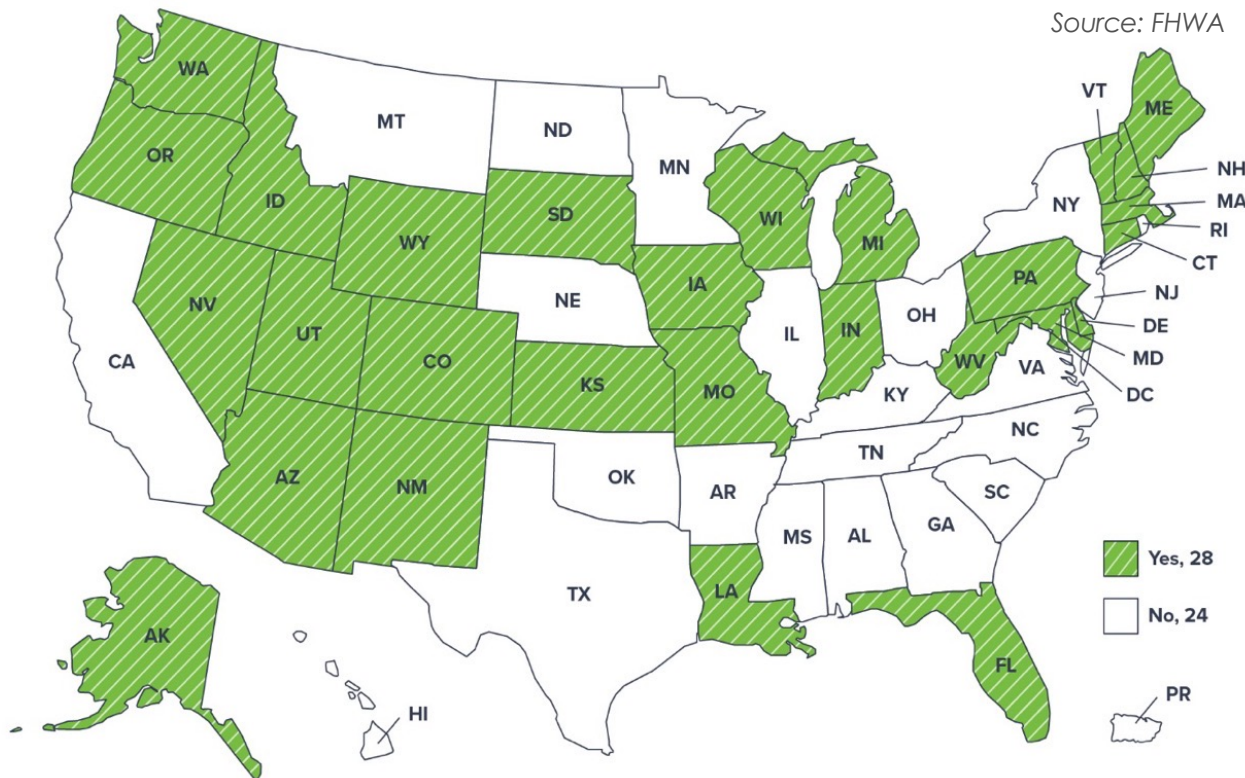 Source: FHWA
WA
MT
ND
MN
VT
ME
OR
ID
WY
SD
WI
MI
NY
NH
MA
RI
CT
NV
UT
CO
NE
IA
IL
IN
OH
PA
NJ
DE
MD
DC
CA
KS
MO
WV
VA
KY
AZ
NM
OK
AR
TN
NC
SC
MS
AL
GA
TX
LA
FL
AK
HI
PR
Yes, 28
No, 24